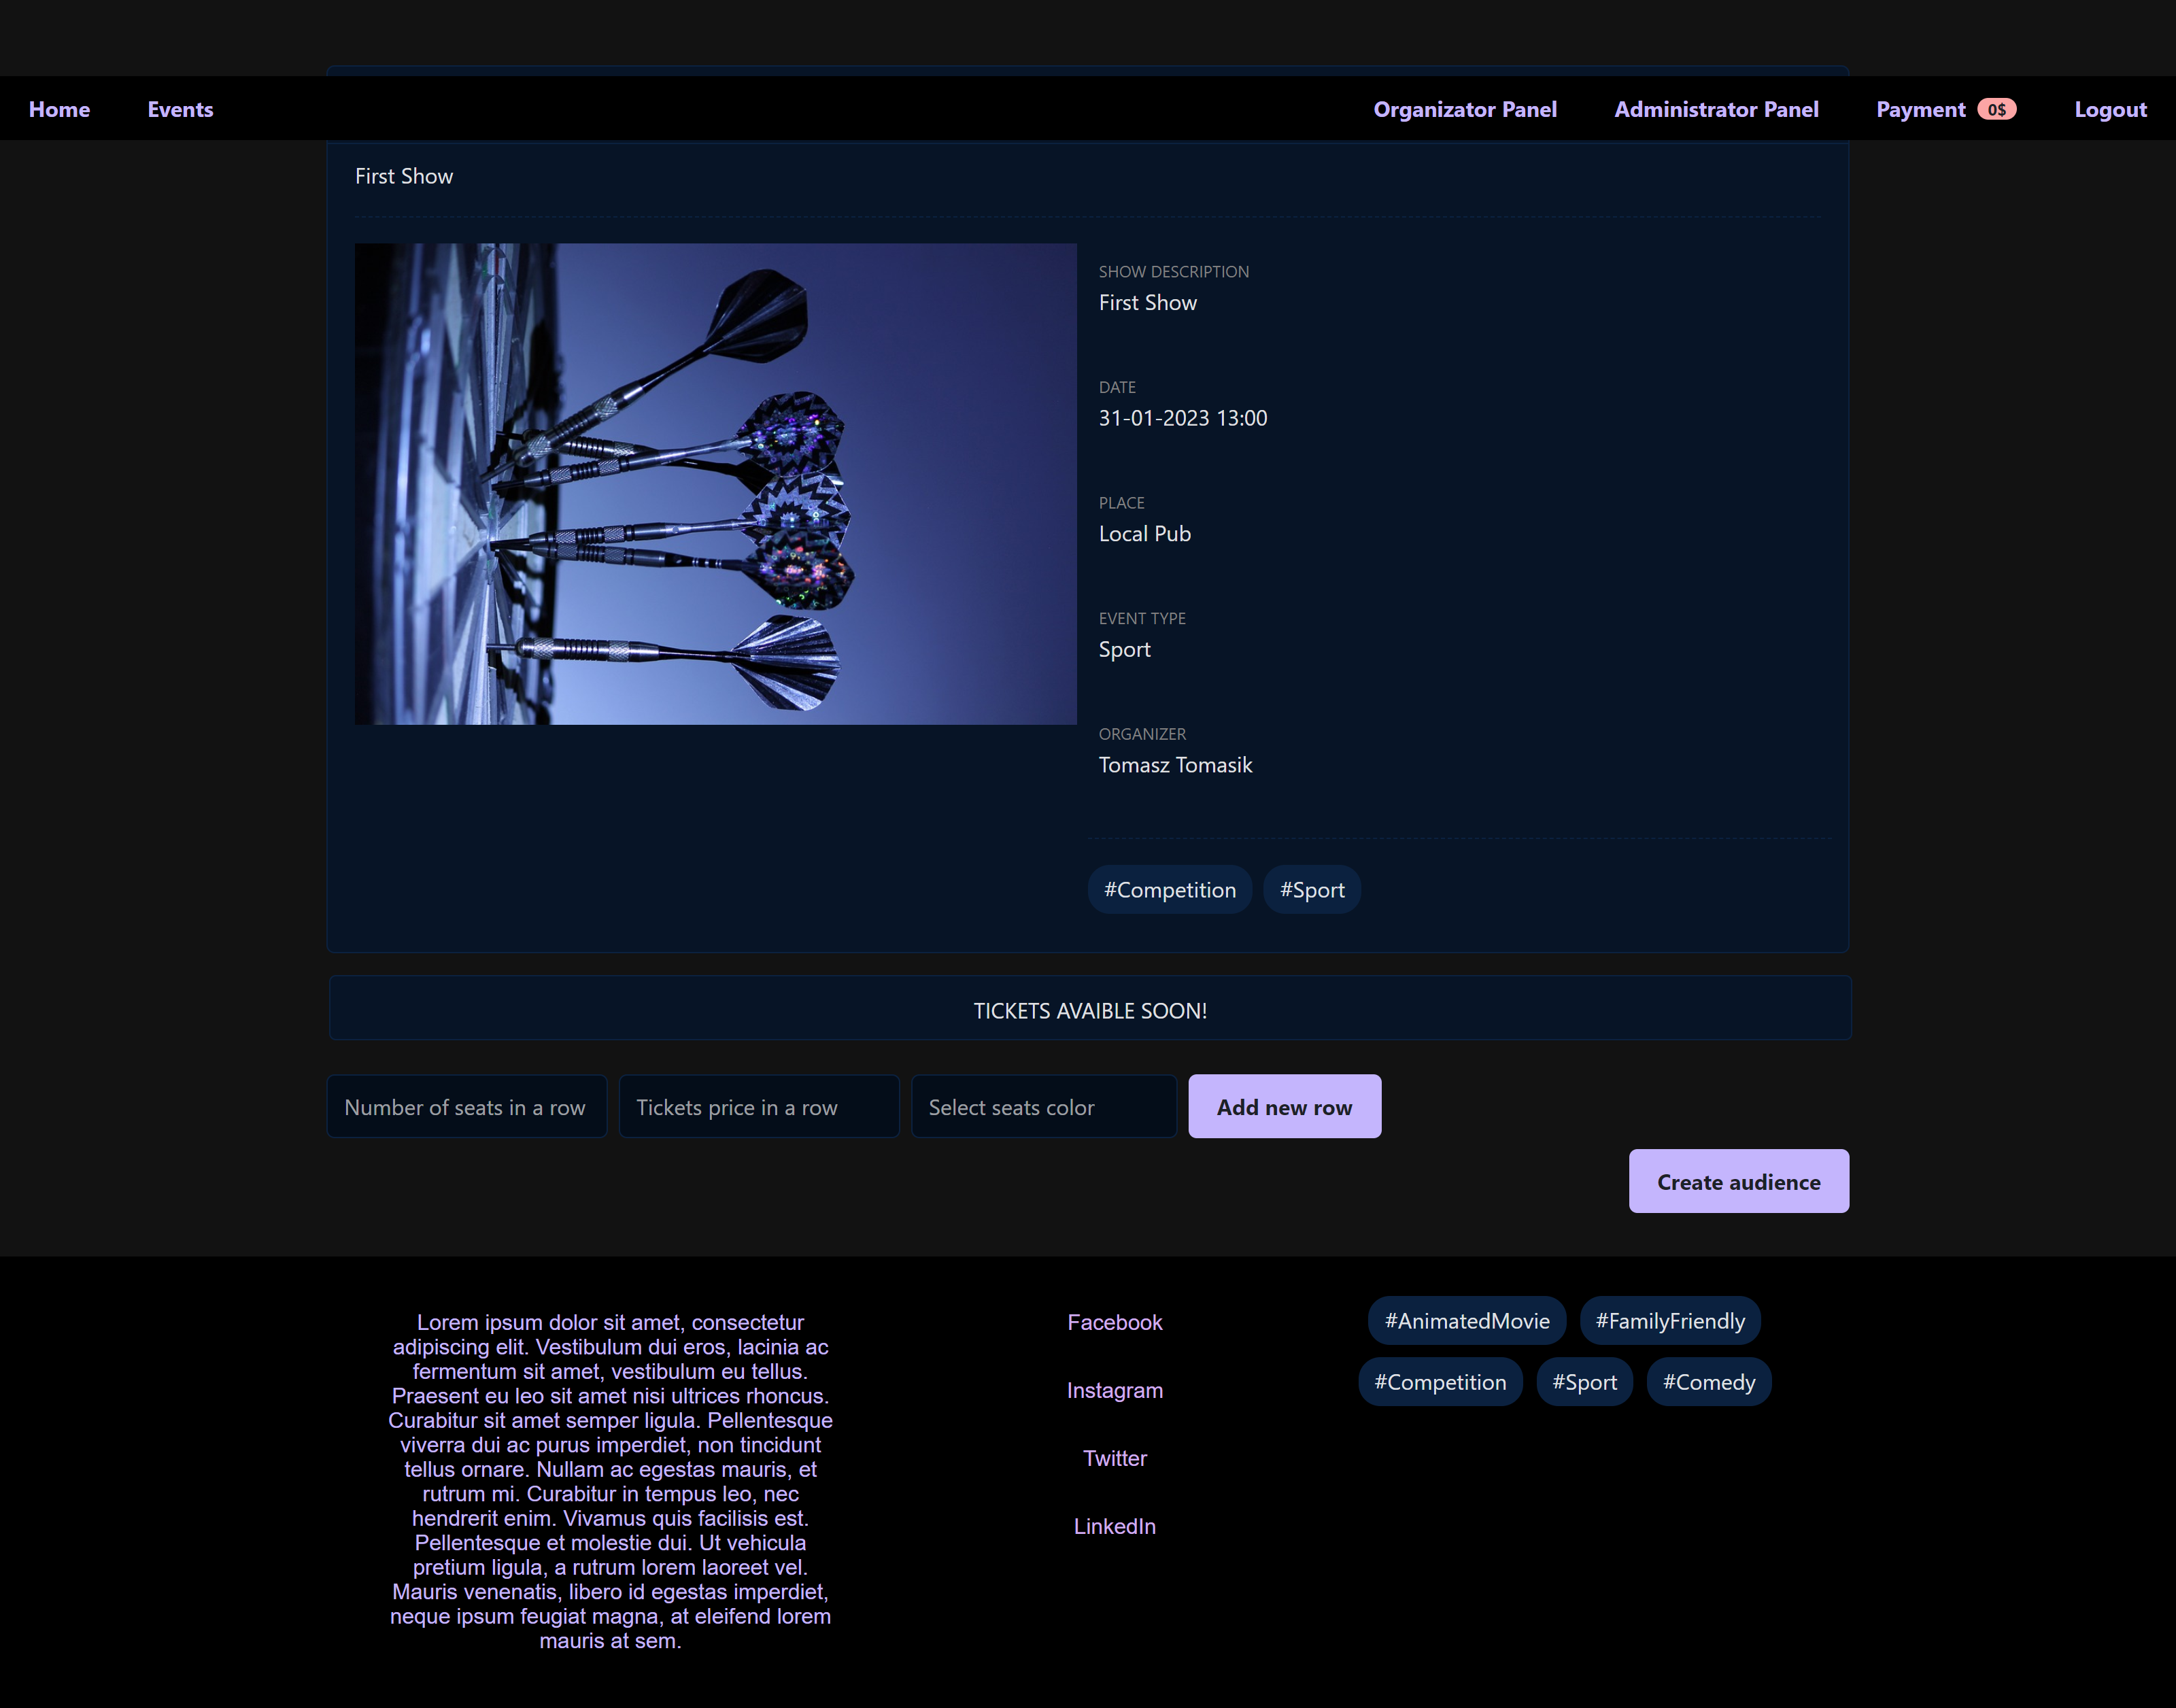 Home Events Organizator Panel Administrator Panel Payment 0$ Logout
First Show
SHOW DESCRIPTION
First Show
DATE
31-01-2023 13:00
PLACE
Local Pub
EVENT TYPE
Sport
ORGANIZER
Tomasz Tomasik
#Competition #Sport
TICKETS AVAIBLE SOON!
Number of seats in a row Tickets price in a row Select seats color Add new row
Create audience
Lorem ipsum dolor sit amet, consectetur
adipiscing elit. Vestibulum dui eros, lacinia ac
fermentum sit amet, vestibulum eu tellus.
Praesent eu leo sit amet nisi ultrices rhoncus.
Curabitur sit amet semper ligula. Pellentesque
viverra dui ac purus imperdiet, non tincidunt
tellus ornare. Nullam ac egestas mauris, et
rutrum mi. Curabitur in tempus leo, nec
hendrerit enim. Vivamus quis facilisis est.
Pellentesque et molestie dui. Ut vehicula
pretium ligula, a rutrum lorem laoreet vel.
Mauris venenatis, libero id egestas imperdiet,
neque ipsum feugiat magna, at eleifend lorem
mauris at sem.
Facebook
Instagram
Twitter
LinkedIn
#AnimatedMovie #FamilyFriendly
#Competition #Sport #Comedy